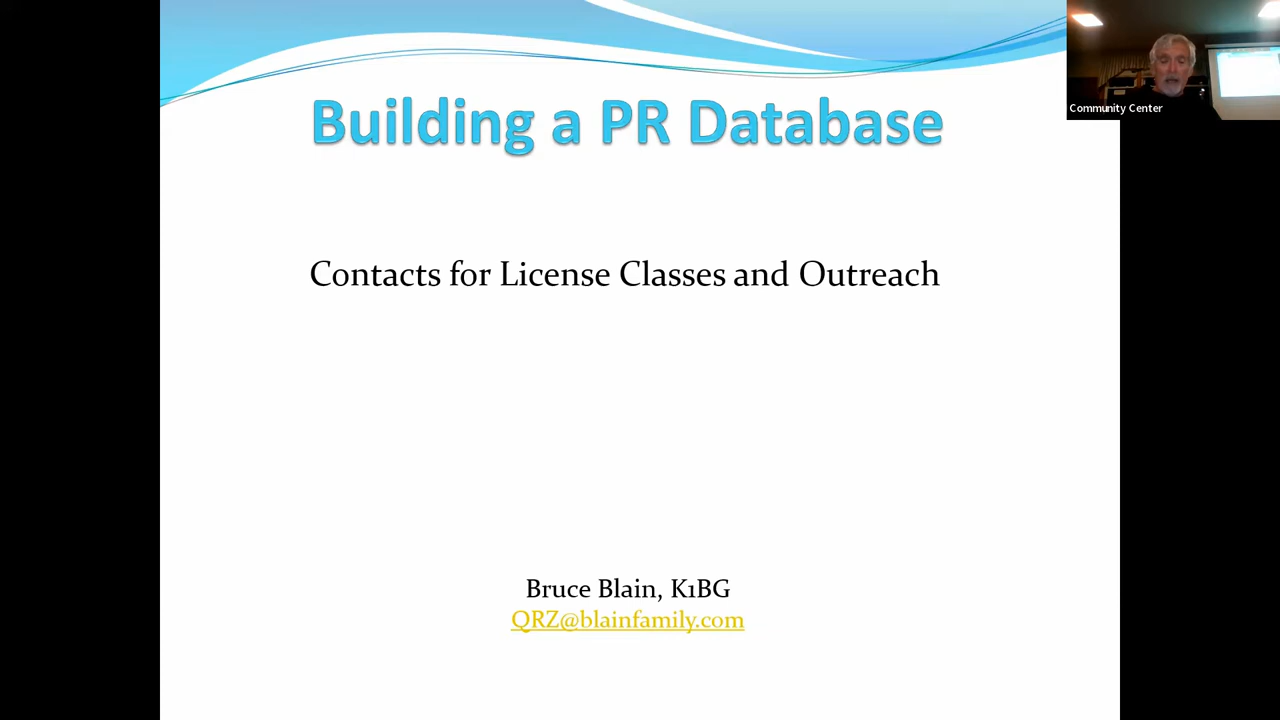 Building a PR Database
Community Center
Contacts for License Classes and Outreach
Bruce Blain, K1BG
QRZ@blainfamily.com